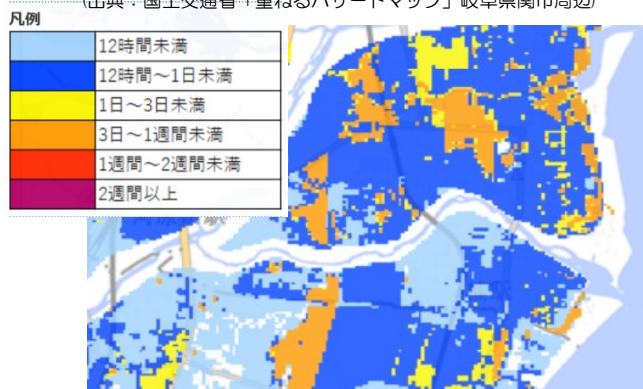 (出典：国土交通省「重ねるハザードマップ」岐阜県関市周辺)
凡例
12時間未満
12時間～1日未満
1日～3日未満
3日～1週間未満
1週間～2週間未満
2週間以上
駅